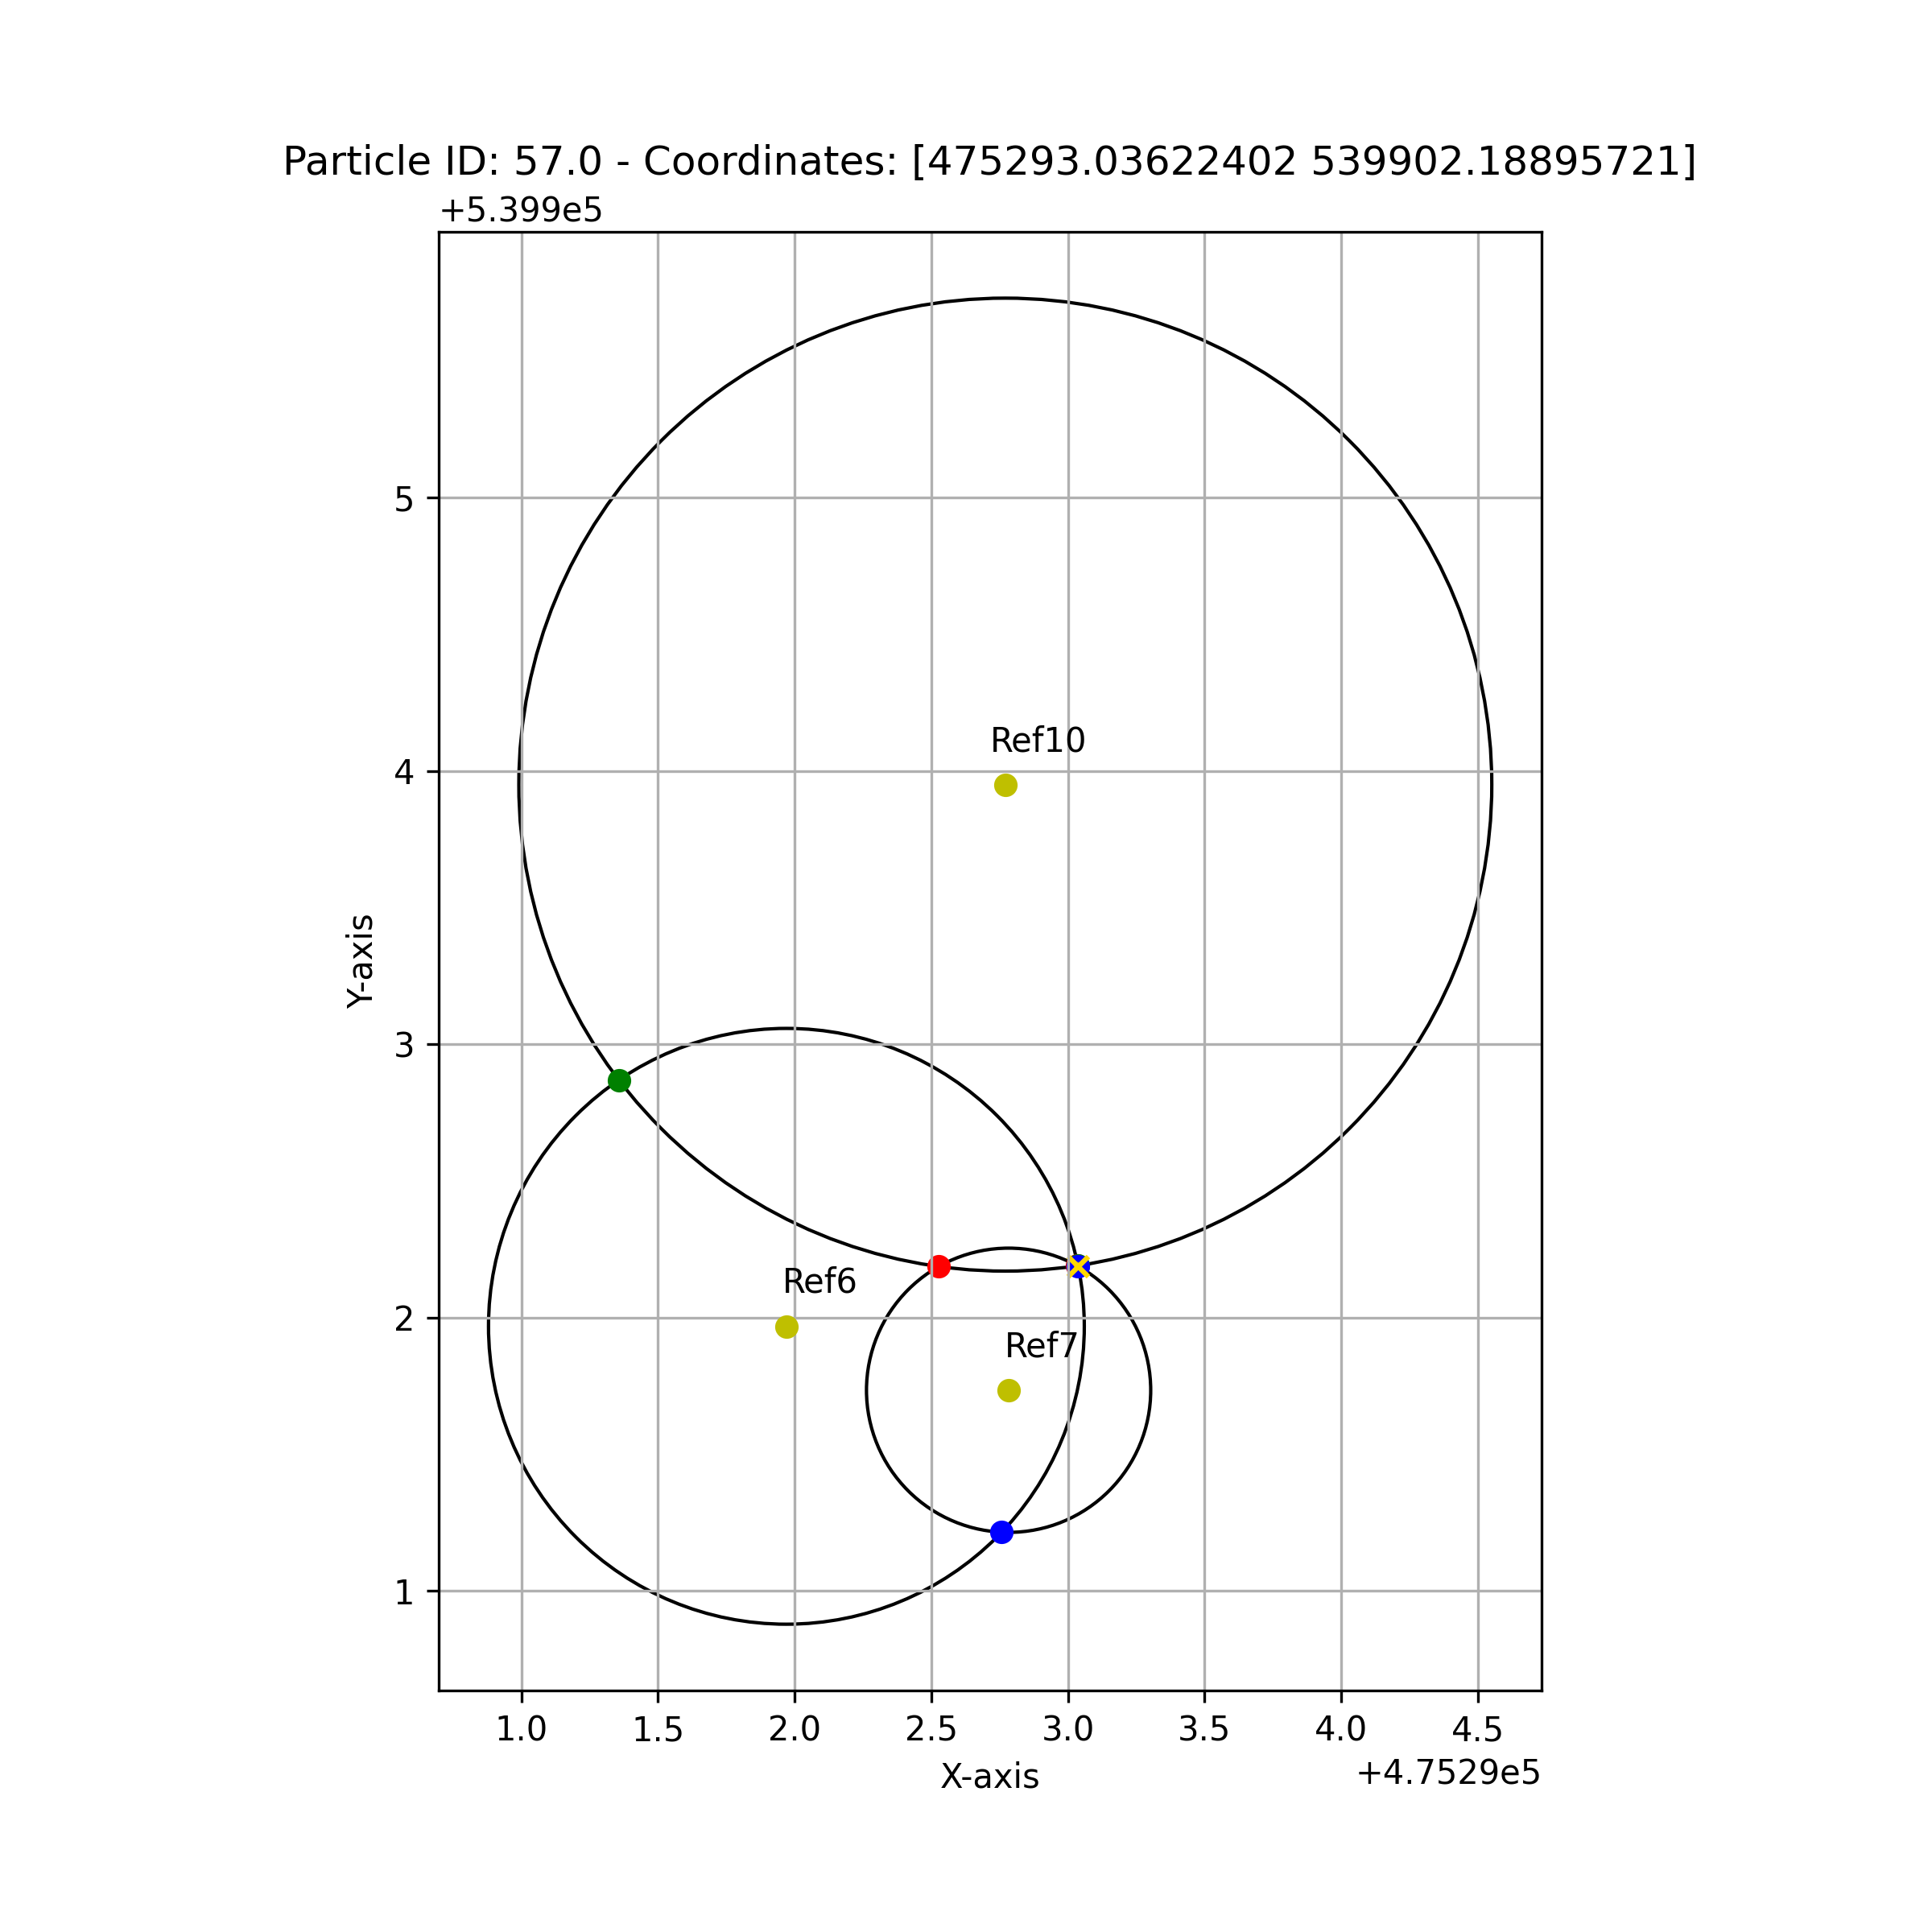 Particle ID: 57.0 - Coordinates: [475293.03622402 539902.18895721]
+5.399e5
5
Ref10
4
Y-axis
3
Ref6
2
Ref7
1
1.0 1.5 2.0 2.5 3.0 3.5 4.0 4.5
X-axis
+4.7529e5